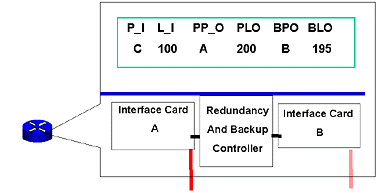 P_I L_I PP_O PLO BPO BLO
C 100 A 200 B 195
Interface Card
A
Redundancy
And Backup
Controller
Interface Card
B